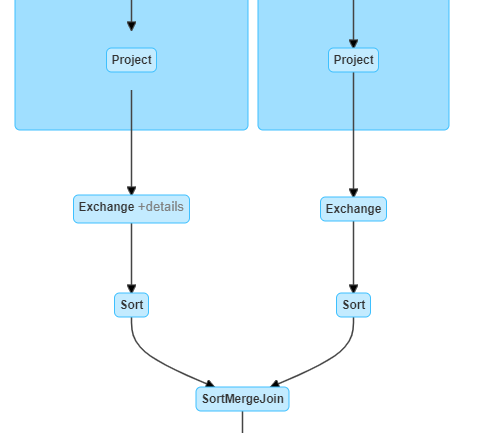 Project
Project
Exchange +details
Exchange
Sort
Sort
SortMergeJoin